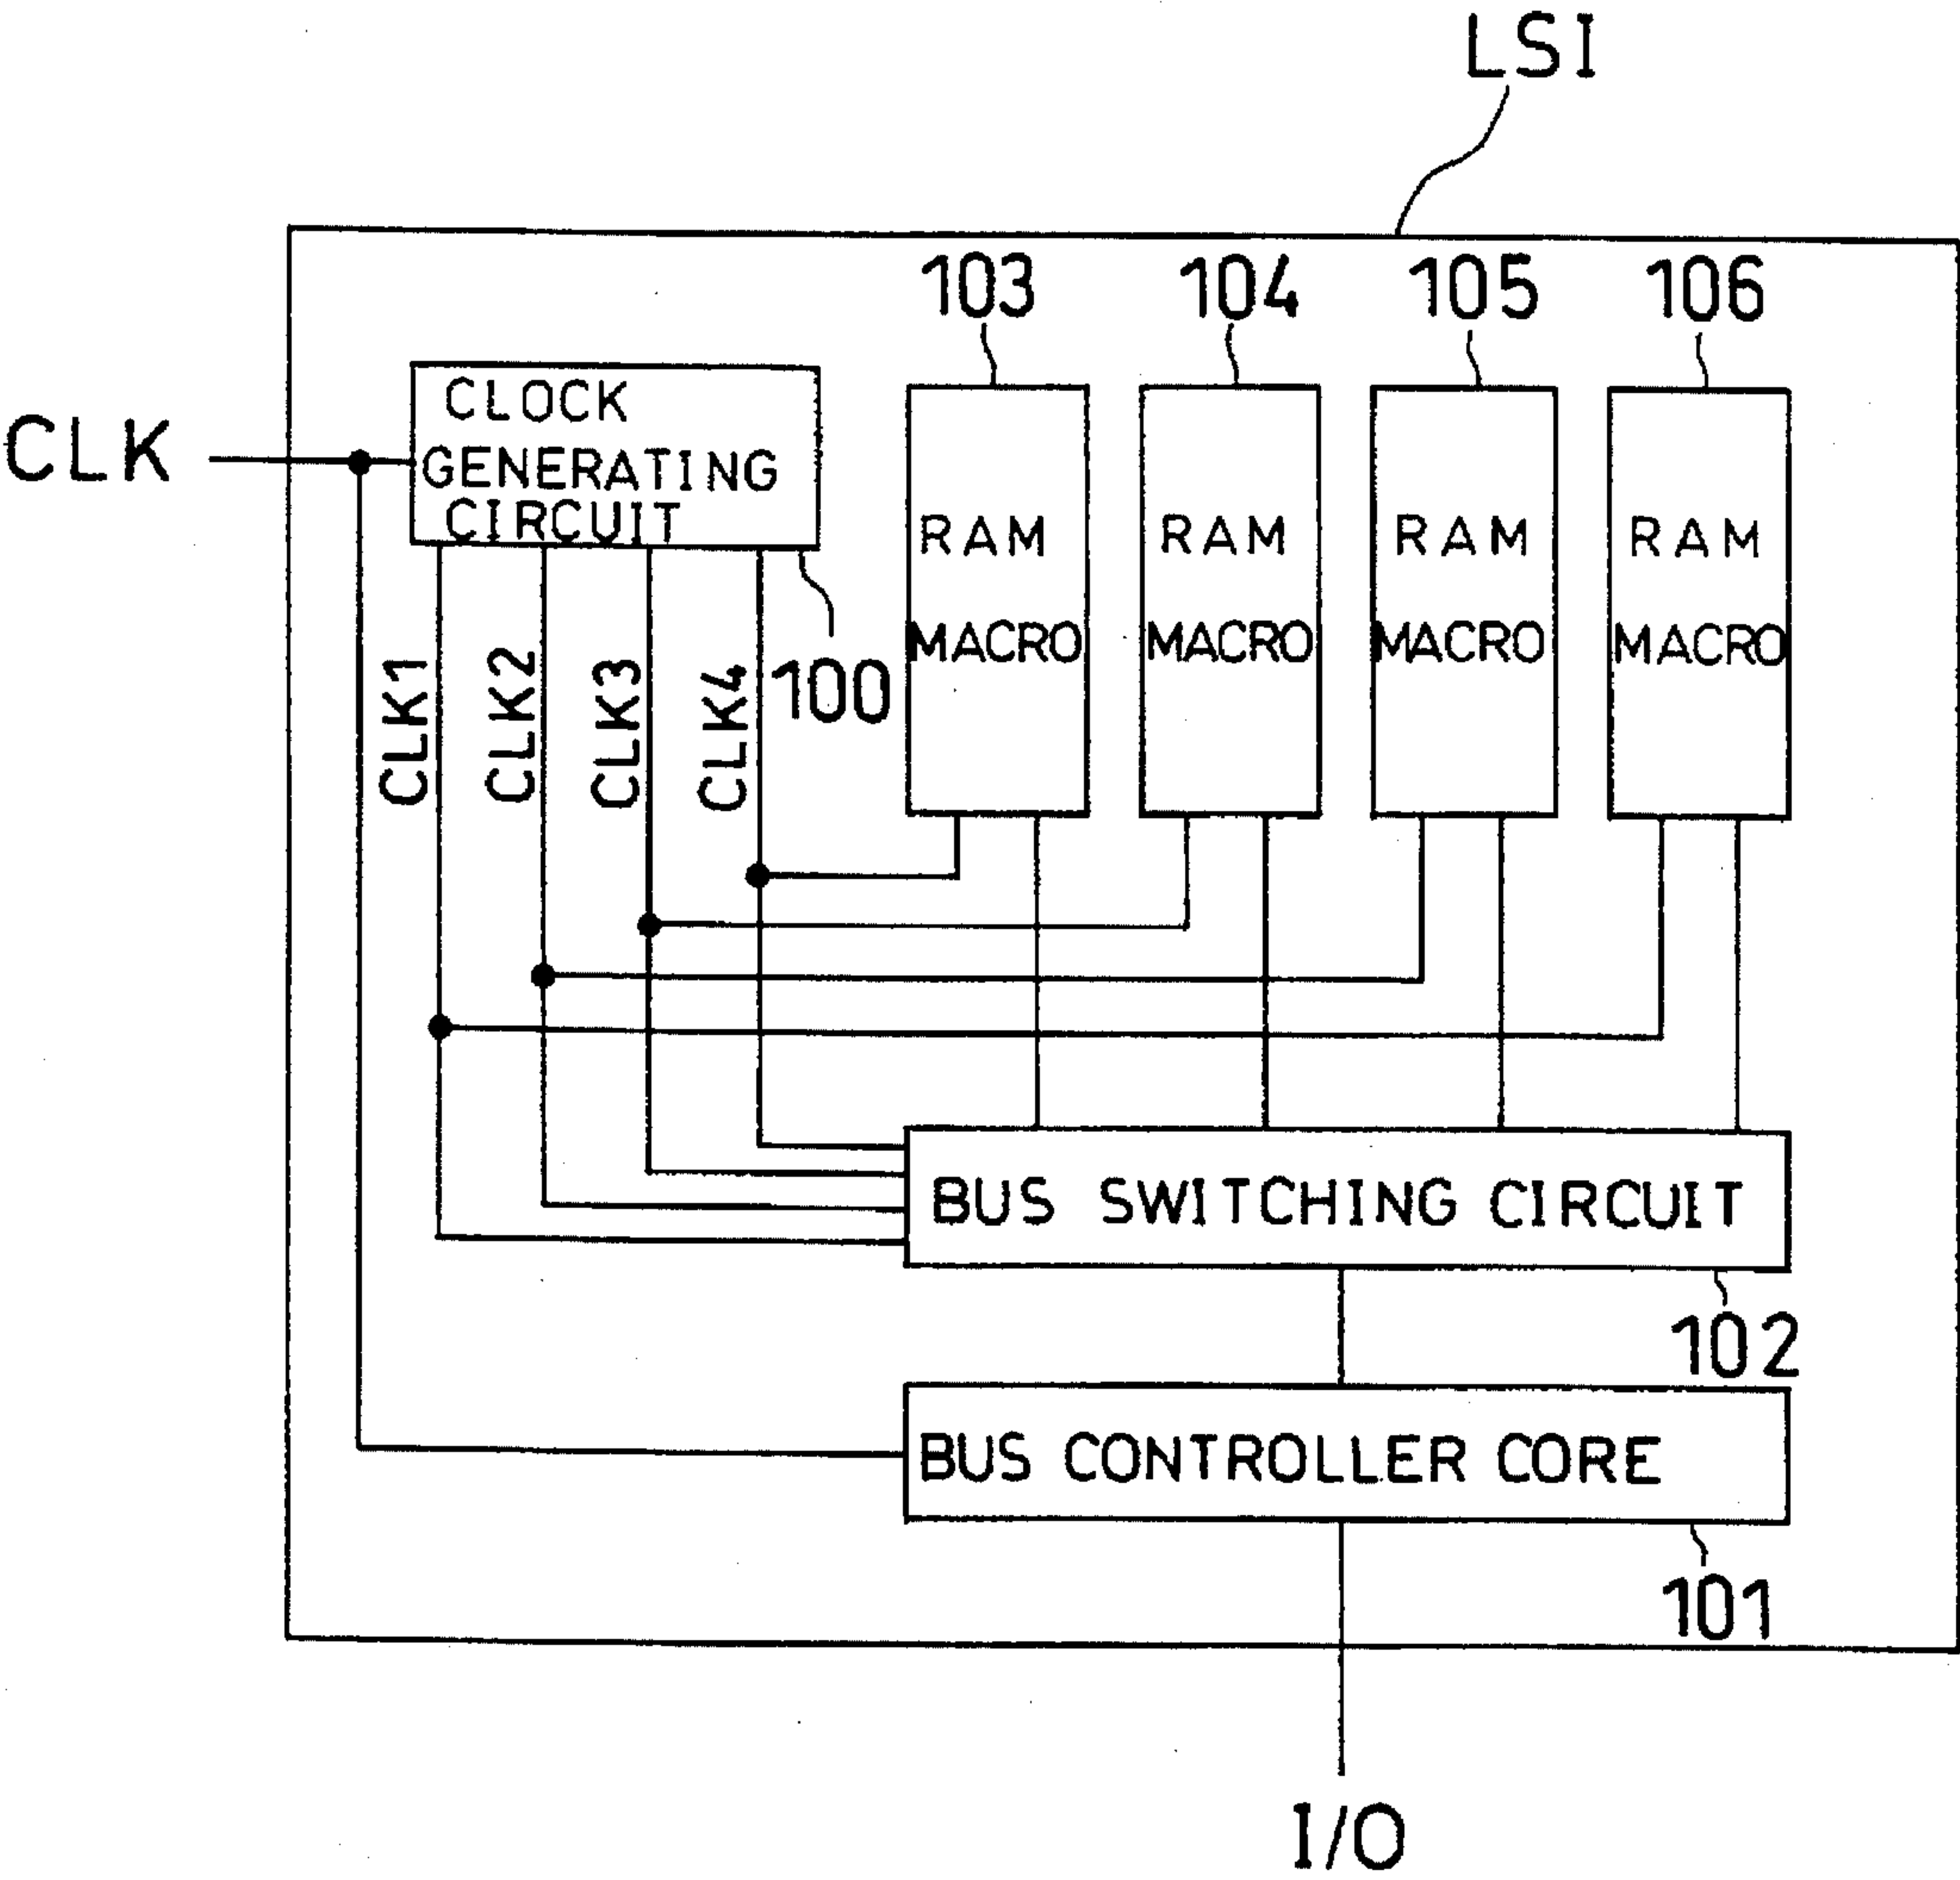 LSI
103 104 105 106
CLK
CLOCK
GENERATING
CIRCUIT
RAM
MACRO
RAM
MACRO
RAM
MACRO
RAM
MACRO
CLK1
CLK2
CLK3
CLK4
100
BUS SWITCHING CIRCUIT
102
BUS CONTROLLER CORE
101
I/O